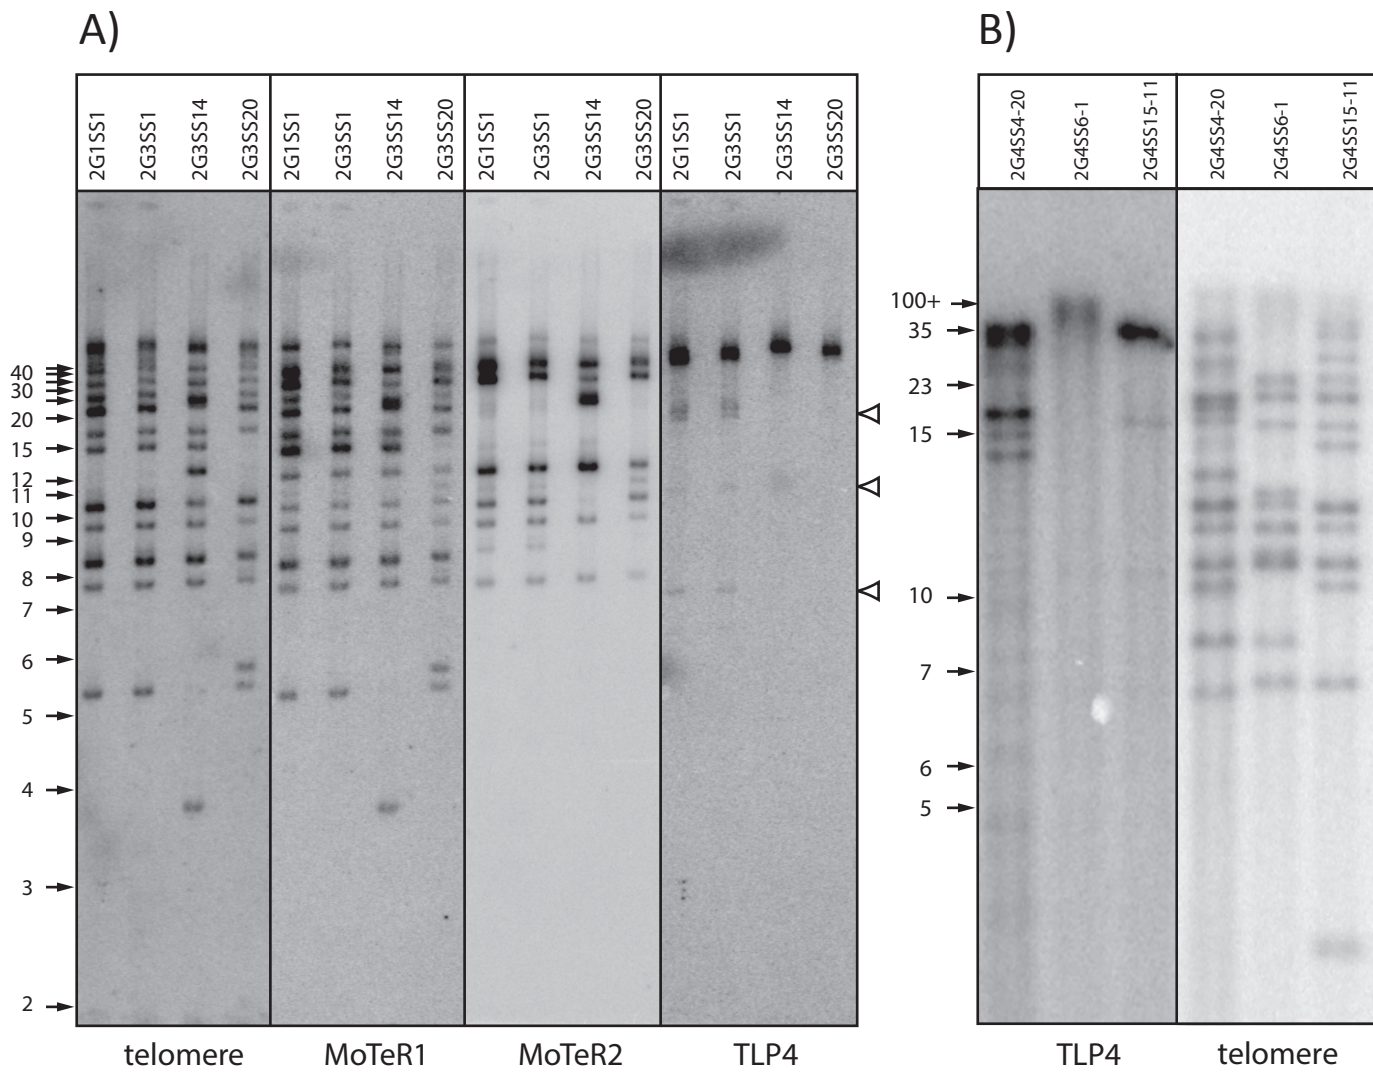 A)
B)
2G1SS1
2G3SS1
2G3SS14
2G3SS20
2G1SS1
2G3SS1
2G3SS14
2G3SS20
2G1SS1
2G3SS1
2G3SS14
2G3SS20
2G1SS1
2G3SS1
2G3SS14
2G3SS20
2G4SS4-20
2G4SS6-1
2G4SS15-11
2G4SS4-20
2G4SS6-1
2G4SS15-11
40
30
20
15
12
11
10
9
8
7
6
5
4
3
2
100+
35
23
15
10
7
6
5
telomere
MoTeR1
MoTeR2
TLP4
TLP4
telomere